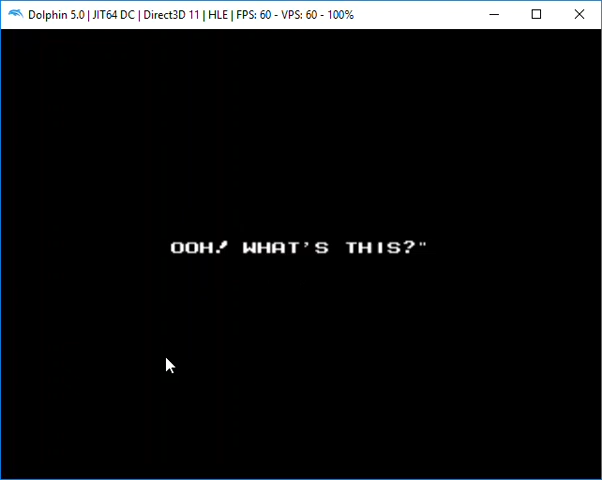 Dolphin 5.0 | JIT64 DC | Direct3D 11 | HLE | FPS: 60 - VPS: 60 - 100%
OOH! WHAT'S THIS?"